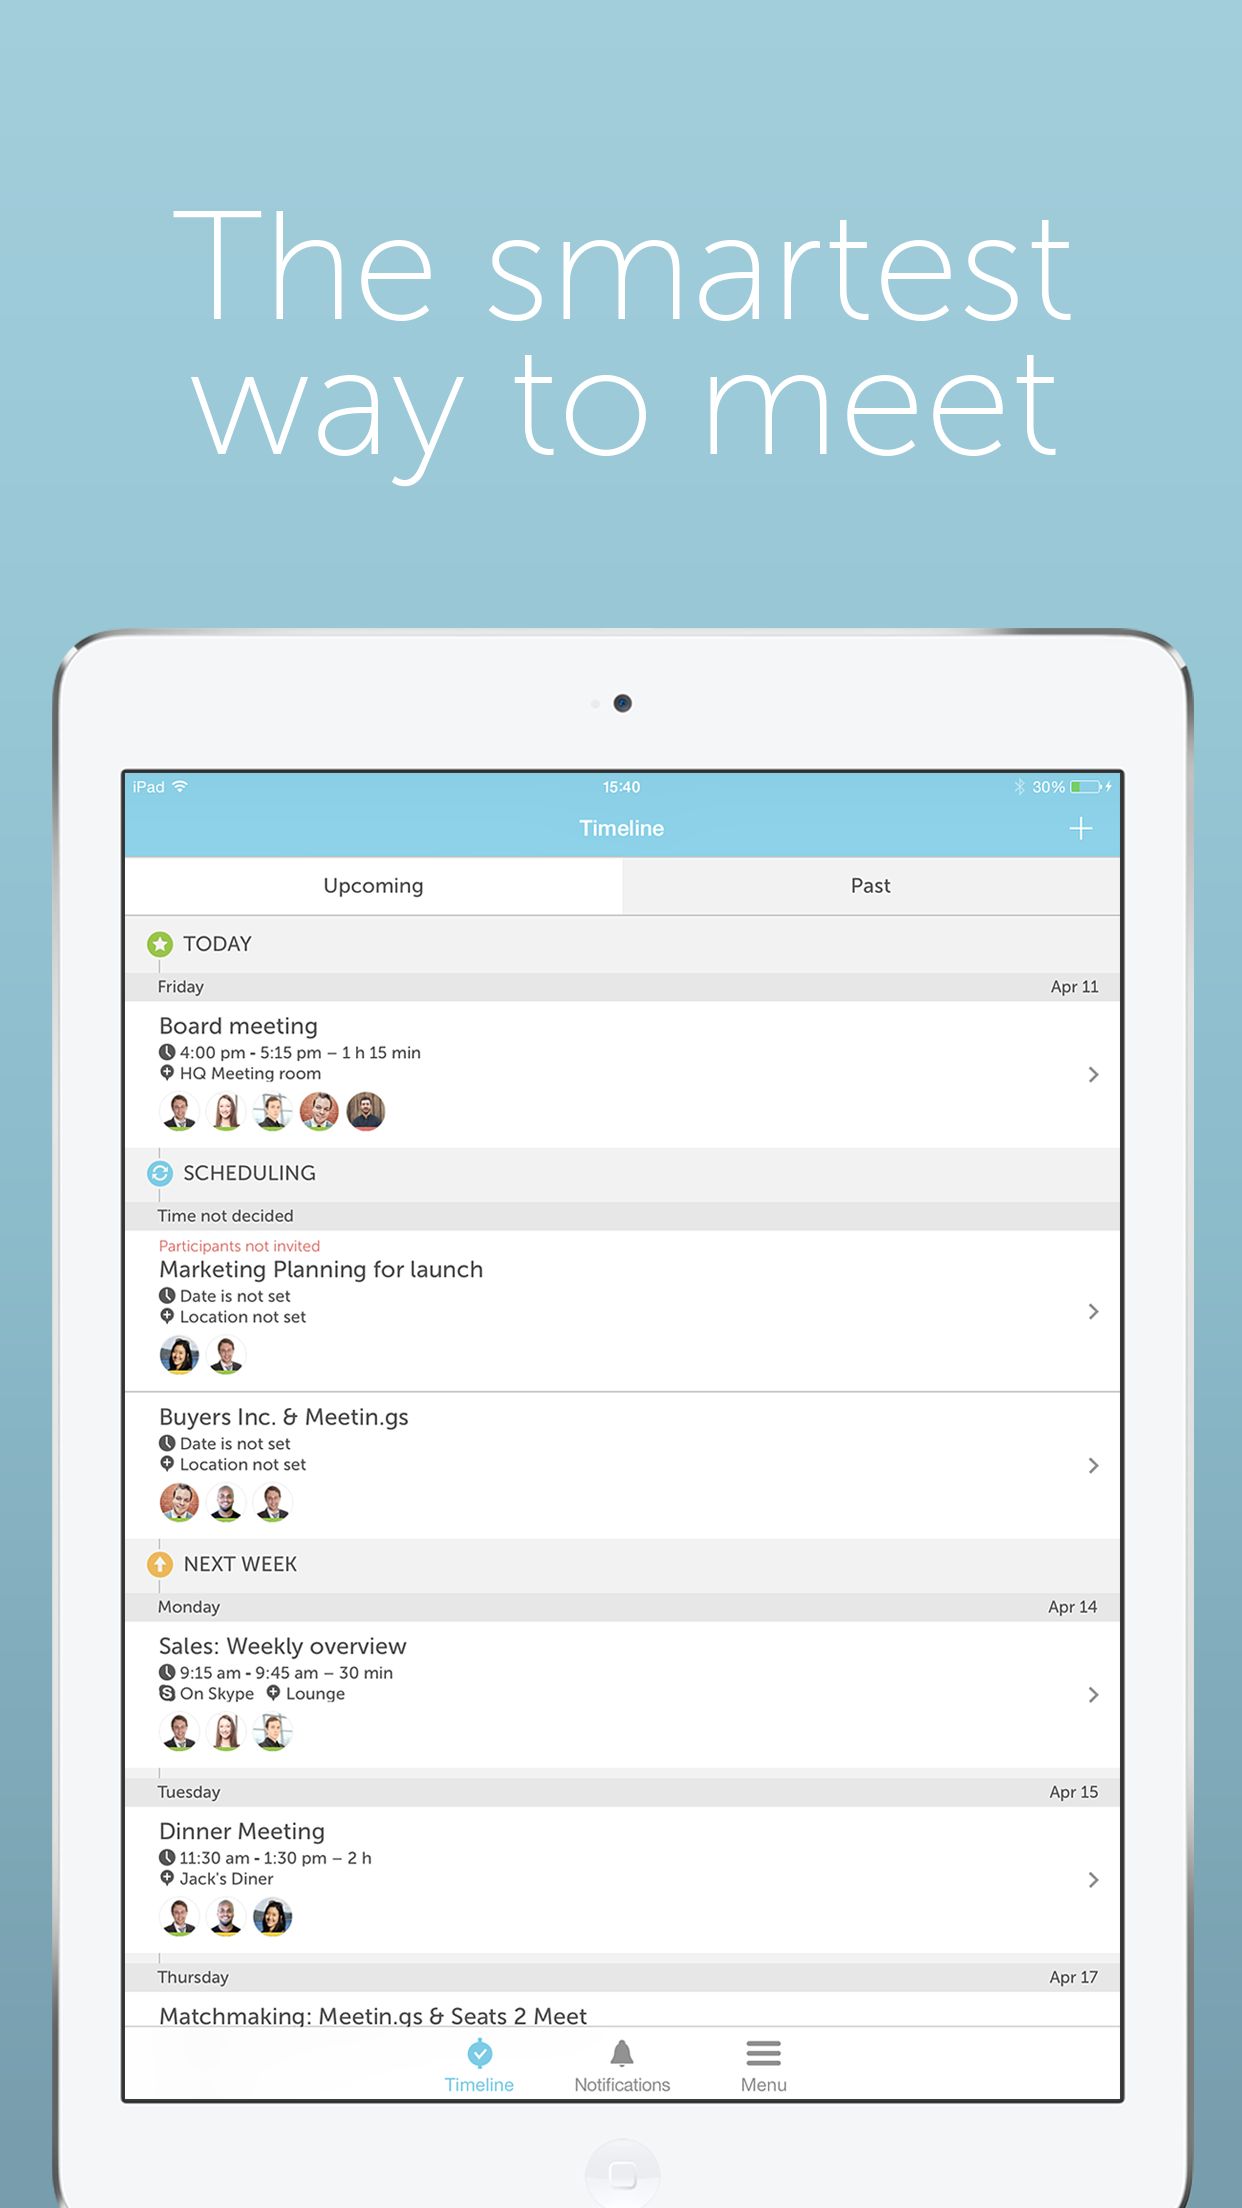 The smartest
way to meet
iPad 15:40 30%
Timeline
Upcoming Past
TODAY
Friday Apr 11
Board meeting
4:00 pm - 5:15 pm – 1 h 15 min
HQ Meeting room
SCHEDULING
Time not decided
Participants not invited
Marketing Planning for launch
Date is not set
Location not set
Buyers Inc. & Meetin.gs
Date is not set
Location not set
NEXT WEEK
Monday Apr 14
Sales: Weekly overview
9:15 am - 9:45 am – 30 min
On Skype Lounge
Tuesday Apr 15
Dinner Meeting
11:30 am - 1:30 pm – 2 h
Jack's Diner
Thursday Apr 17
Matchmaking: Meetin.gs & Seats 2 Meet
Timeline Notifications Menu